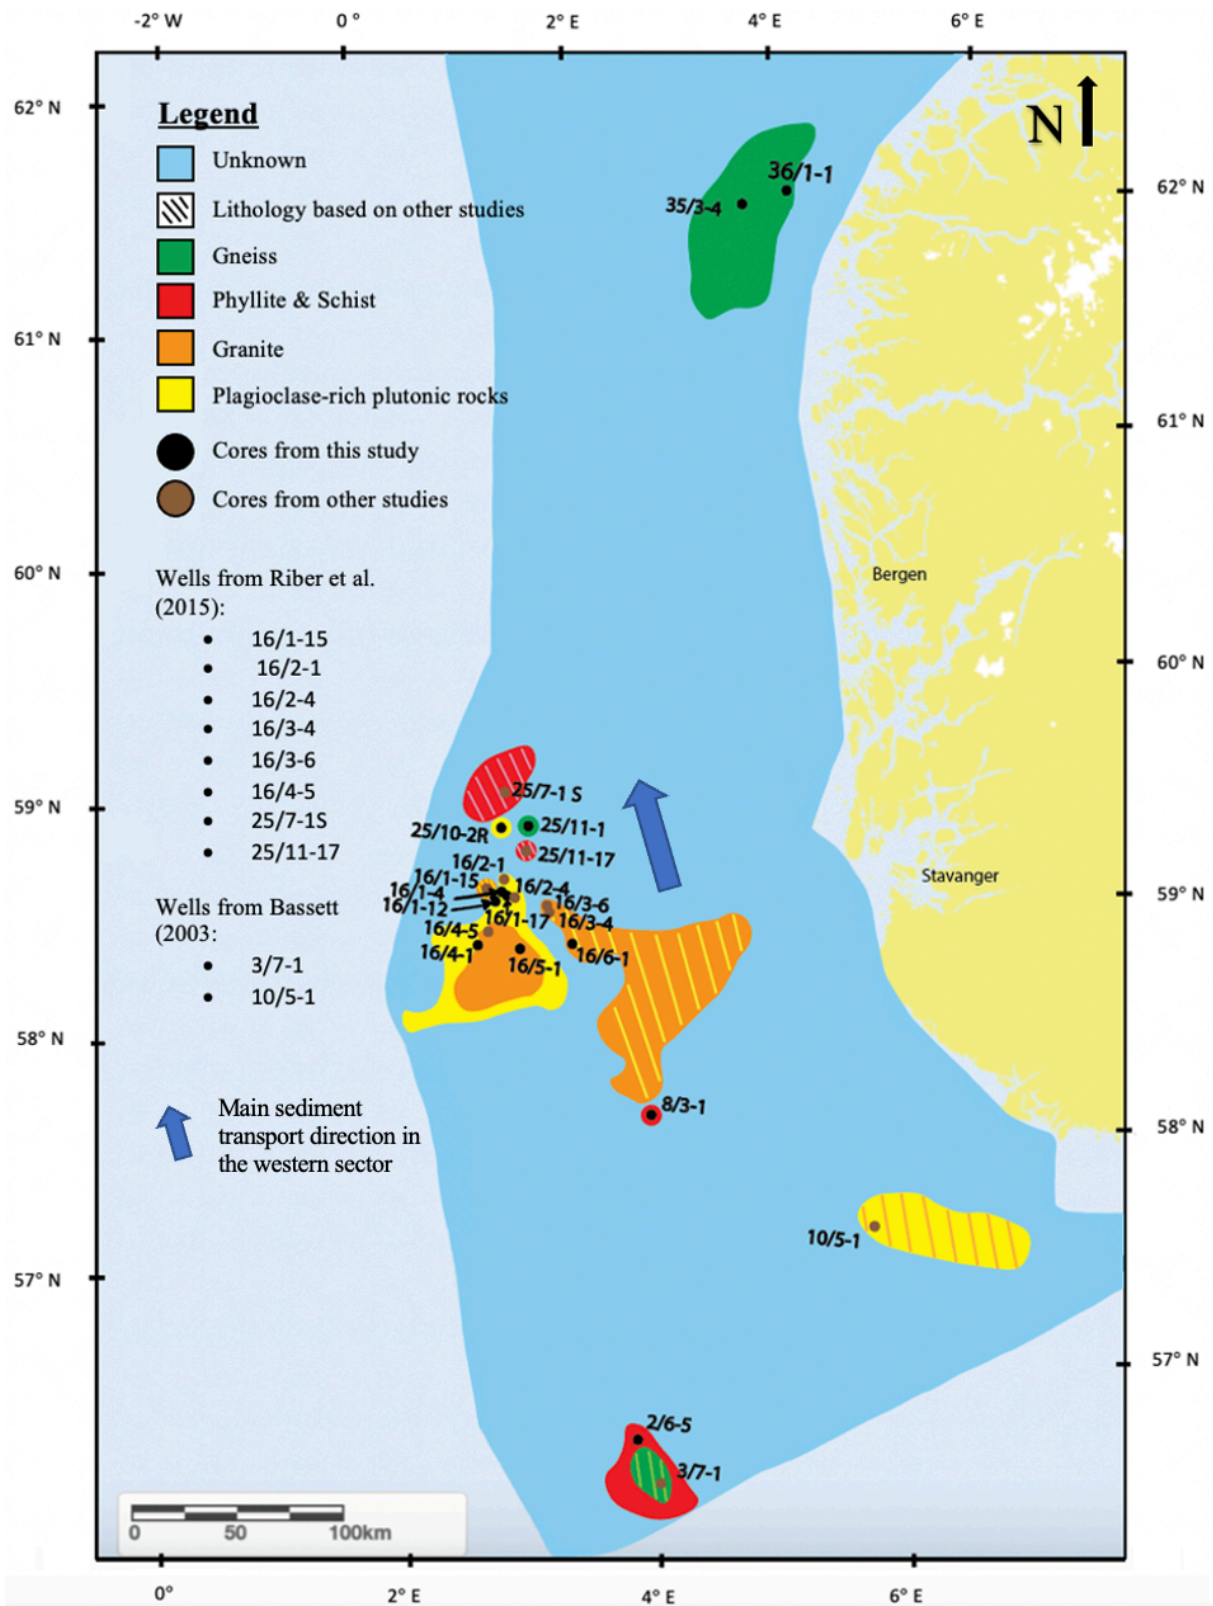 -2° W
0 °
2° E
4° E
6° E
62° N
Legend
N
Unknown
36/1-1
62° N
Lithology based on other studies
35/3-4
Gneiss
Phyllite & Schist
61° N
Granite
Plagioclase-rich plutonic rocks
61° N
Cores from this study
Cores from other studies
60° N
Wells from Riber et al.
(2015):
Bergen
16/1-15
16/2-1
60° N
16/2-4
16/3-4
16/3-6
16/4-5
25/7-1S
25/11-17
25/7-1 S
59° N
25/10-2R
25/11-1
25/11-17
16/2-1
16/1-15
16/2-4
16/1-4
16/1-12
16/3-6
16/1-17
16/3-4
16/4-5
16/4-1
16/5-1
16/6-1
Stavanger
59° N
Wells from Bassett
(2003:
3/7-1
10/5-1
58° N
Main sediment
transport direction in
the western sector
8/3-1
58° N
10/5-1
57° N
57° N
2/6-5
3/7-1
0
50
100km
0°
2° E
4° E
6° E